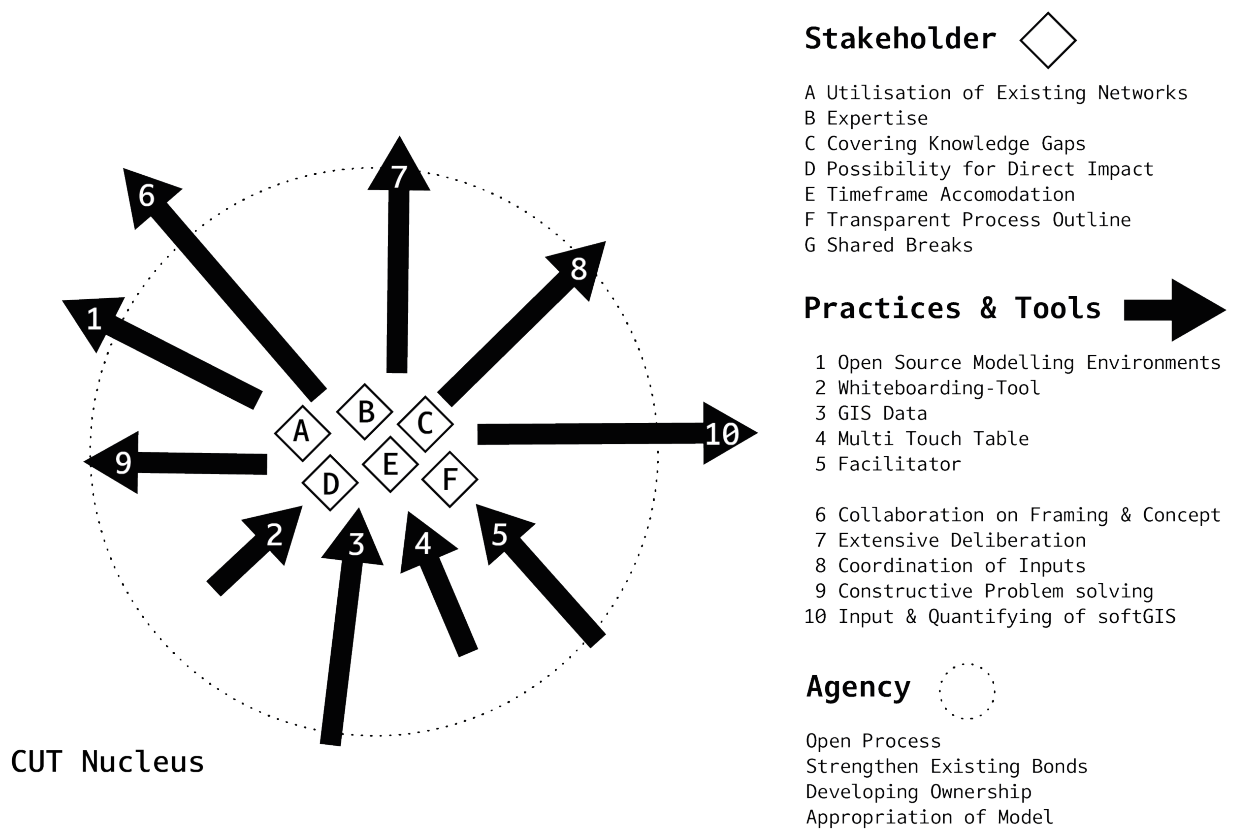 7
6
8
1
B
C
A
10
E
9
F
D
2
5
3
4
CUT Nucleus
Stakeholder
A Utilisation of Existing Networks
B Expertise
C Covering Knowledge Gaps
D Possibility for Direct Impact
E Timeframe Accomodation
F Transparent Process Outline
G Shared Breaks
Practices & Tools
1 Open Source Modelling Environments
2 Whiteboarding-Tool
3 GIS Data
4 Multi Touch Table
5 Facilitator
6 Collaboration on Framing & Concept
7 Extensive Deliberation
8 Coordination of Inputs
9 Constructive Problem solving
10 Input & Quantifying of softGIS
Agency
Open Process
Strengthen Existing Bonds
Developing Ownership
Appropriation of Model